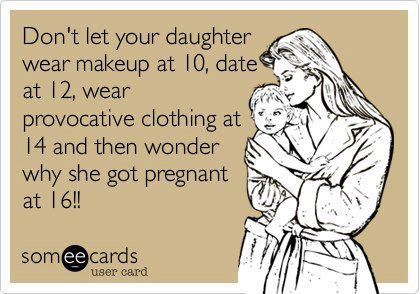 Don't let your daughter
wear makeup at 10, date
at 12, wear
provocative clothing at
14 and then wonder
why she got pregnant
at 16!!
someecards
user card